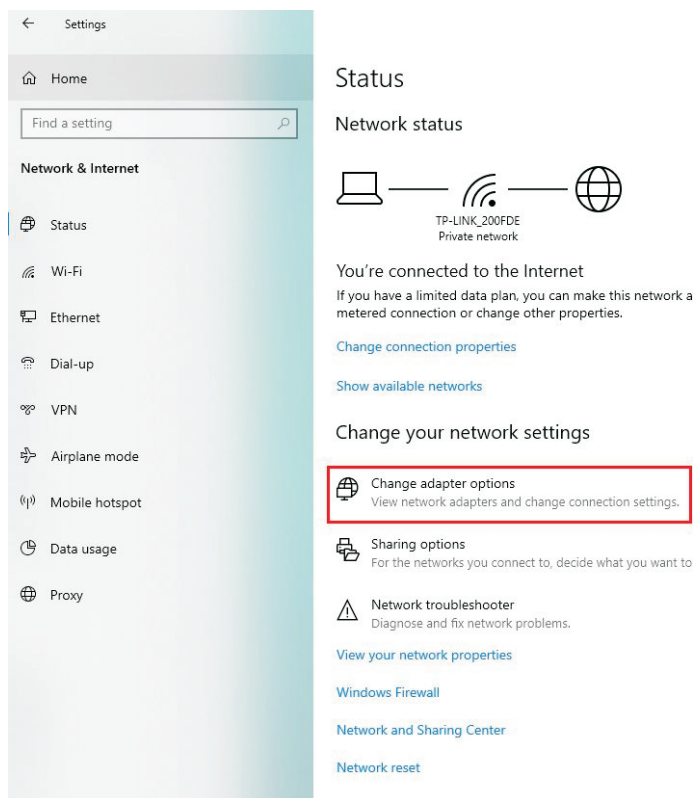 Settings
Home
Find a setting
Network & Internet
Status
Wi-Fi
Ethernet
Dial-up
VPN
Airplane mode
Mobile hotspot
Data usage
Proxy
Status
Network status
TP-LINK_200FDE
Private network
You're connected to the Internet
If you have a limited data plan, you can make this network a
metered connection or change other properties.
Change connection properties
Show available networks
Change your network settings
Change adapter options
View network adapters and change connection settings.
Sharing options
For the networks you connect to, decide what you want to
Network troubleshooter
Diagnose and fix network problems.
View your network properties
Windows Firewall
Network and Sharing Center
Network reset